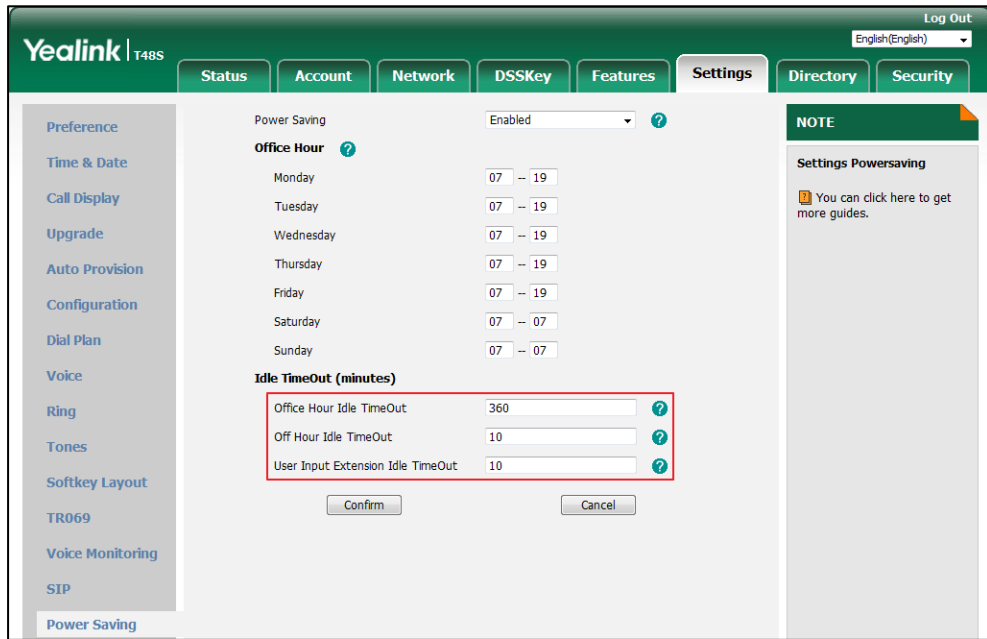 Log Out
English(English)
Yealink T48S
Status Account Network DSSKey Features Settings Directory Security
Preference
Time & Date
Call Display
Upgrade
Auto Provision
Configuration
Dial Plan
Voice
Ring
Tones
Softkey Layout
TR069
Voice Monitoring
SIP
Power Saving
Power Saving Enabled ?
Office Hour ?
Monday 07 -- 19
Tuesday 07 -- 19
Wednesday 07 -- 19
Thursday 07 -- 19
Friday 07 -- 19
Saturday 07 -- 07
Sunday 07 -- 07
Idle TimeOut (minutes)
Office Hour Idle TimeOut 360 ?
Off Hour Idle TimeOut 10 ?
User Input Extension Idle TimeOut 10 ?
Confirm Cancel
NOTE
Settings Powersaving
? You can click here to get
more guides.